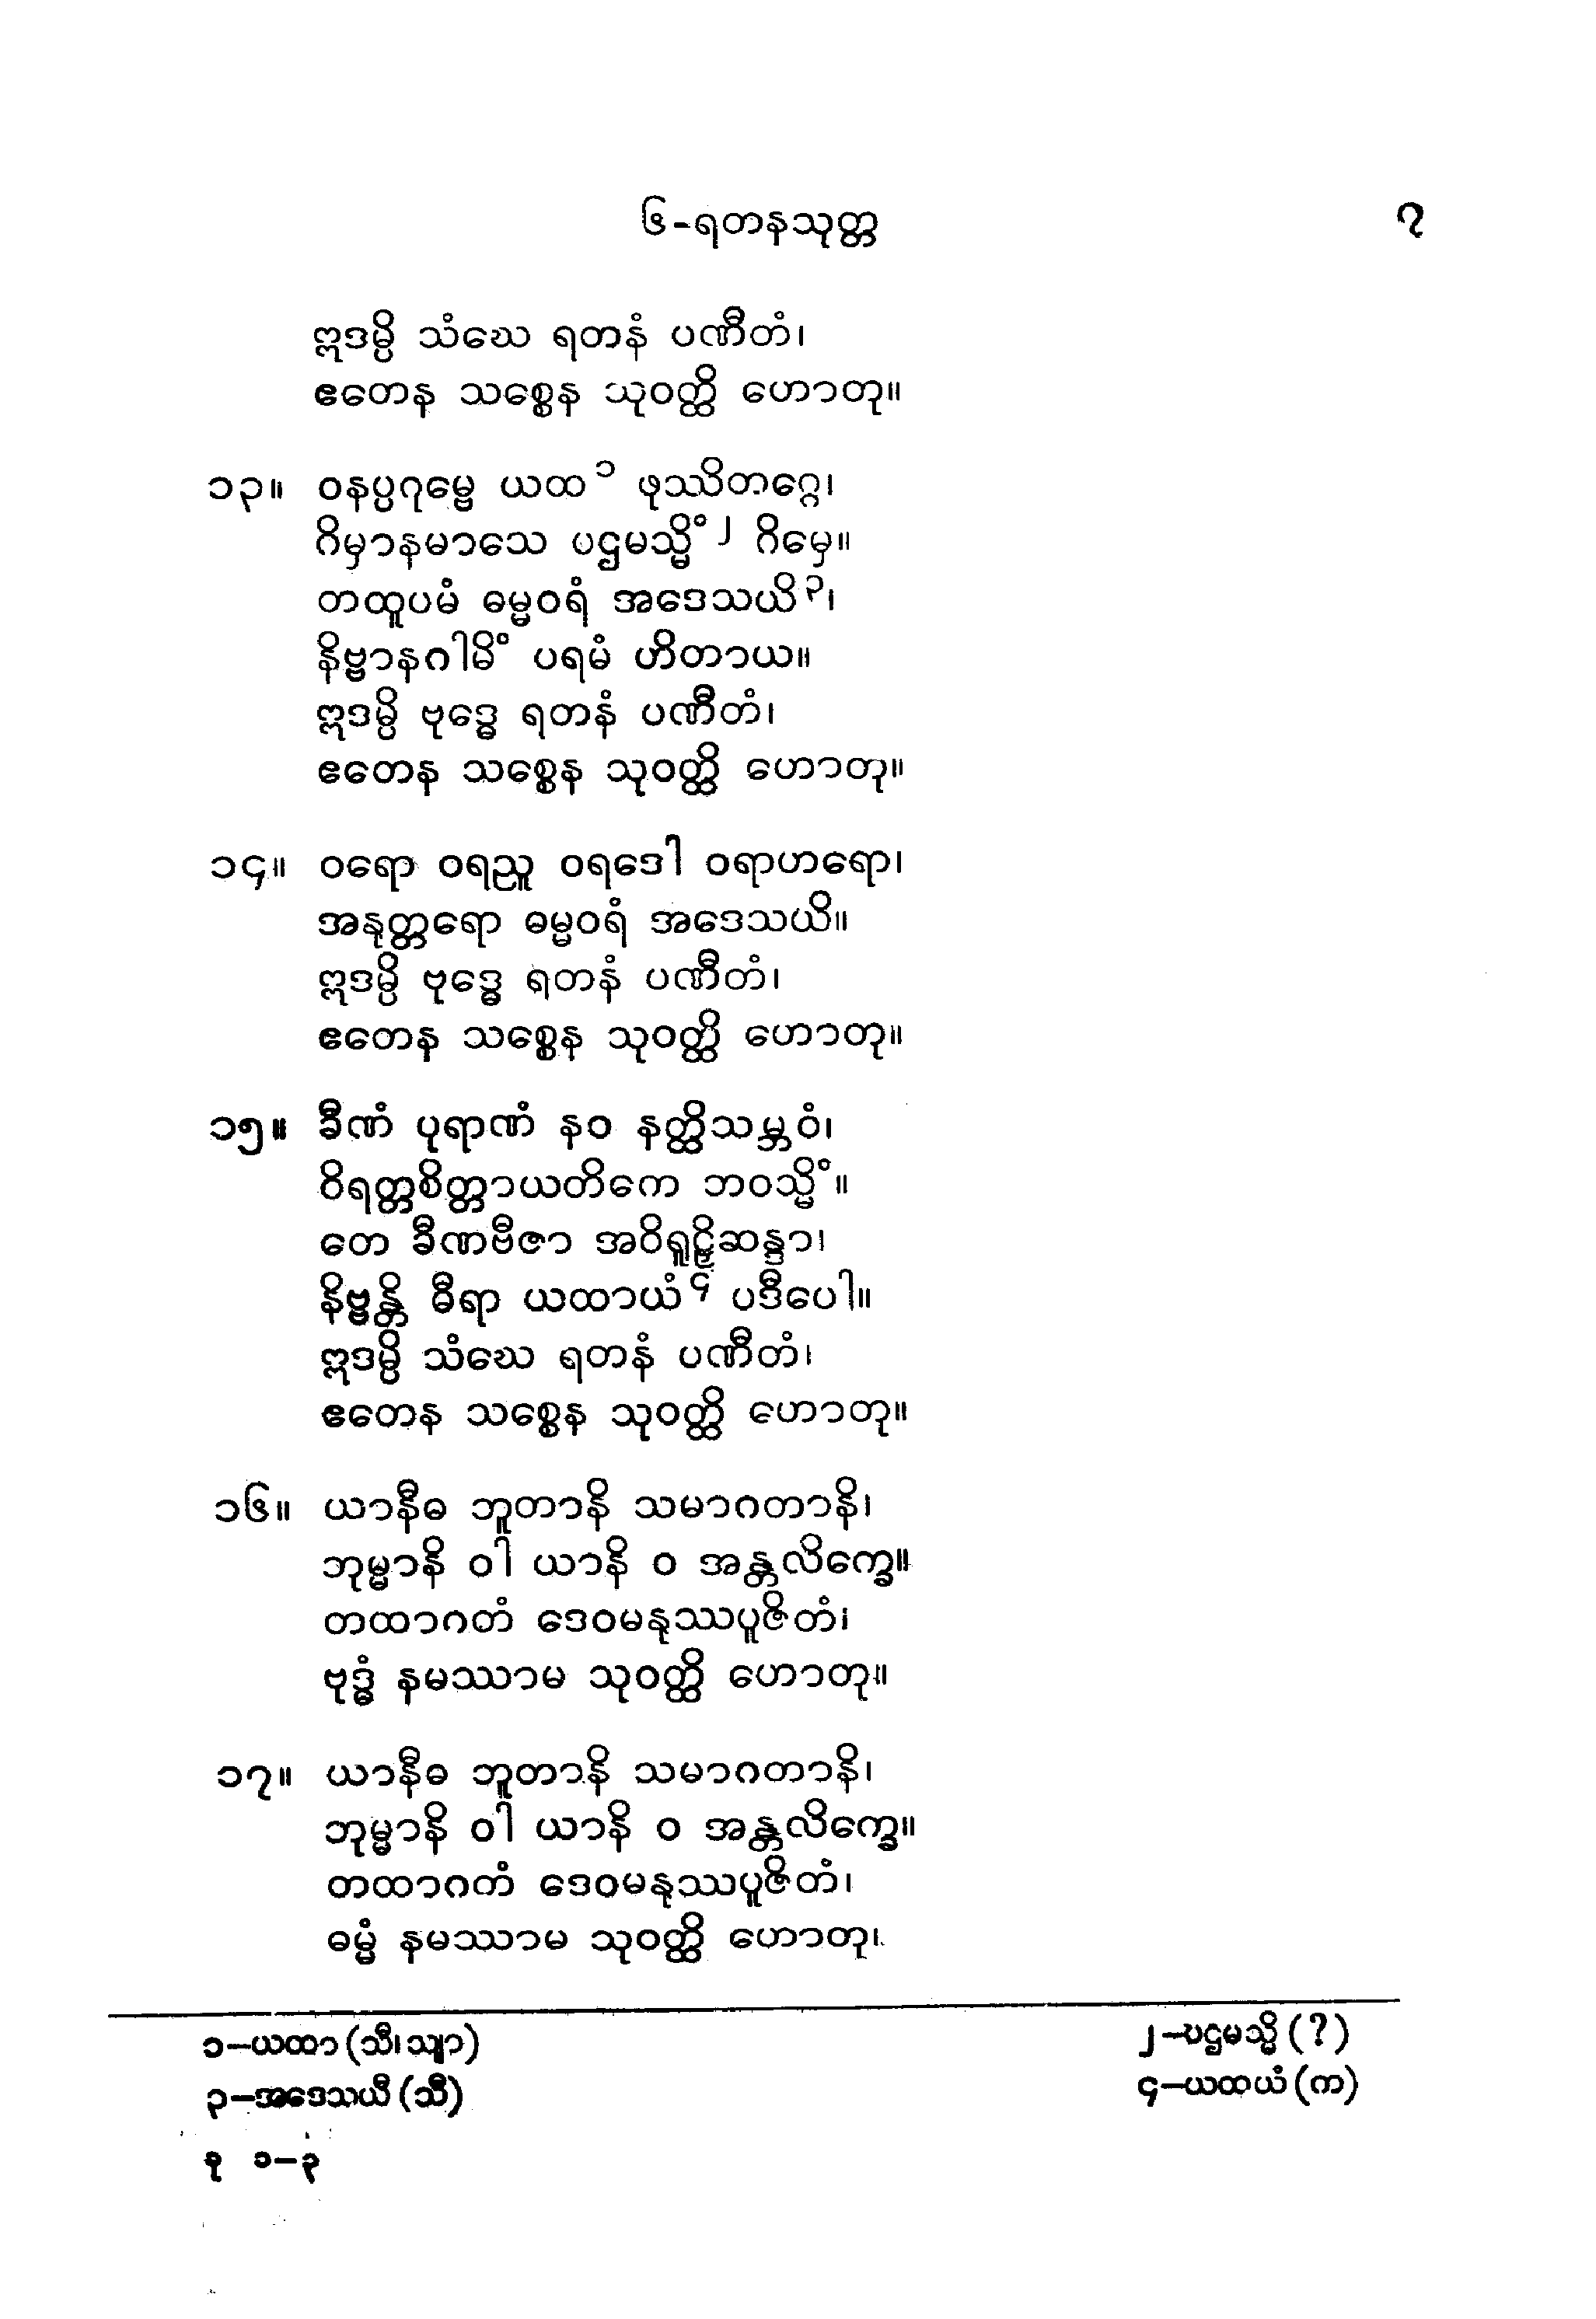 ၆-ရတနသုတ္တ ၇
ဣဒမ္ပိ သံဃေ ရတနံ ပဏီတံ၊
ဧတေန သစ္စေန သုဝတ္ထိ ဟောတု။
၁၃။ ဝနပ္ပဂုမ္ဗေ ယထ၁ ဖုဿိတဂ္ဂေ၊
ဂိမှာနမာသေ ပဌမသ္မိံ၂ ဂိမှေ။
တထူပမံ ဓမ္မဝရံ အဒေသယိ၃၊
နိဗ္ဗာနဂါမိံ ပရမံ ဟိတာယ။
ဣဒမ္ပိ ဗုဒ္ဓေ ရတနံ ပဏီတံ၊
ဧတေန သစ္စေန သုဝတ္ထိ ဟောတု။
၁၄။ ဝရော ဝရညူ ဝရဒေါ ဝရာဟရော၊
အနုတ္တရော ဓမ္မဝရံ အဒေသယိ။
ဣဒမ္ပိ ဗုဒ္ဓေ ရတနံ ပဏီတံ၊
ဧတေန သစ္စေန သုဝတ္ထိ ဟောတု။
၁၅။ ခီဏံ ပုရာဏံ နဝ နတ္ထိသမ္ဘဝံ၊
ဝိရတ္တစိတ္တာယတိကေ ဘဝသ္မိံ။
တေ ခီဏဗီဇာ အဝိရူဠှိဆန္ဒာ၊
နိဗ္ဗန္တိ ဓီရာ ယထာယံ၄ ပဒီပေါ။
ဣဒမ္ပိ သံဃေ ရတနံ ပဏီတံ၊
ဧတေန သစ္စေန သုဝတ္ထိ ဟောတု။
၁၆။ ယာနီဓ ဘူတာနိ သမာဂတာနိ၊
ဘုမ္မာနိ ဝါ ယာနိ ဝ အန္တလိက္ခေ။
တထာဂတံ ဒေဝမနုဿပူဇိတံ၊
ဗုဒ္ဓံ နမဿာမ သုဝတ္ထိ ဟောတု။
၁၇။ ယာနီဓ ဘူတာနိ သမာဂတာနိ၊
ဘုမ္မာနိ ဝါ ယာနိ ဝ အန္တလိက္ခေ။
တထာဂတံ ဒေဝမနုဿပူဇိတံ၊
ဓမ္မံ နမဿာမ သုဝတ္ထိ ဟောတု၊
၁—ယထာ (သီ၊ သျာ) ၂—ပဌမသ္မိ (?)
၃—အဒေသယီ (သီ) ၄—ယထယံ (က)
ခု ၁—၃